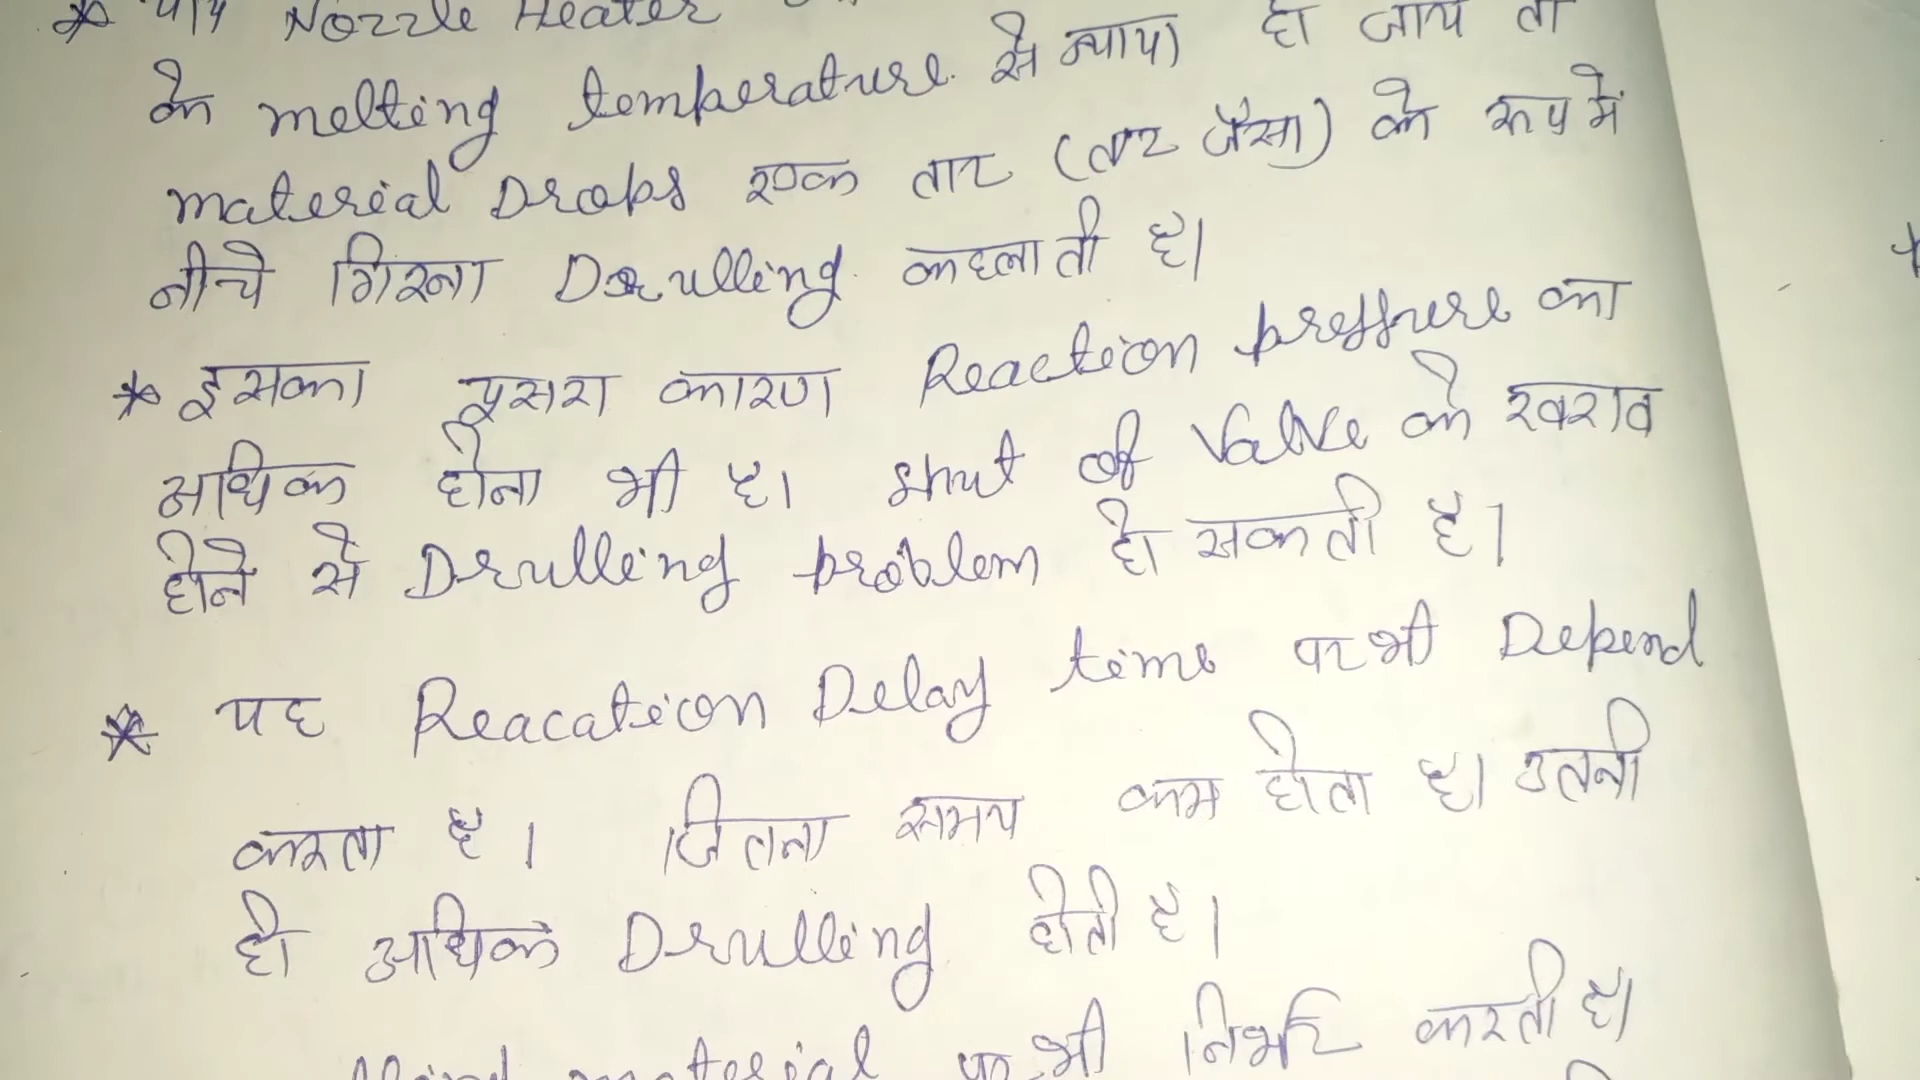 * यदि Nozzle Heater
के melting temperature से ज्यादा हो जाय तो
material Drops एक तार (तार जैसा) के रूप में
नीचे गिरना Drulling कहलाती है।
* इसका दूसरा कारण Reaction pressure का
अधिक होना भी है। shut of Valve के खराब
होने से Drulling problem हो सकती है।
* यह Reacation Delay time पर भी Depend
करता है। जितना समय कम होता है। उतनी
ही अधिक Drulling होती है।
material पर भी निर्भर करती है।